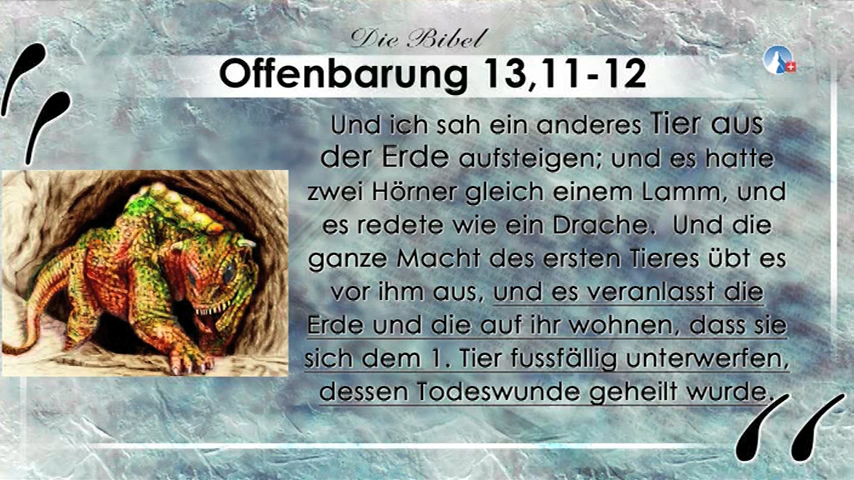 Die Bibel
Offenbarung 13,11-12
Und ich sah ein anderes Tier aus
der Erde aufsteigen; und es hatte
zwei Hörner gleich einem Lamm, und
es redete wie ein Drache. Und die
ganze Macht des ersten Tieres übt es
vor ihm aus, und es veranlasst die
Erde und die auf ihr wohnen, dass sie
sich dem 1. Tier fussfällig unterwerfen,
dessen Todeswunde geheilt wurde.